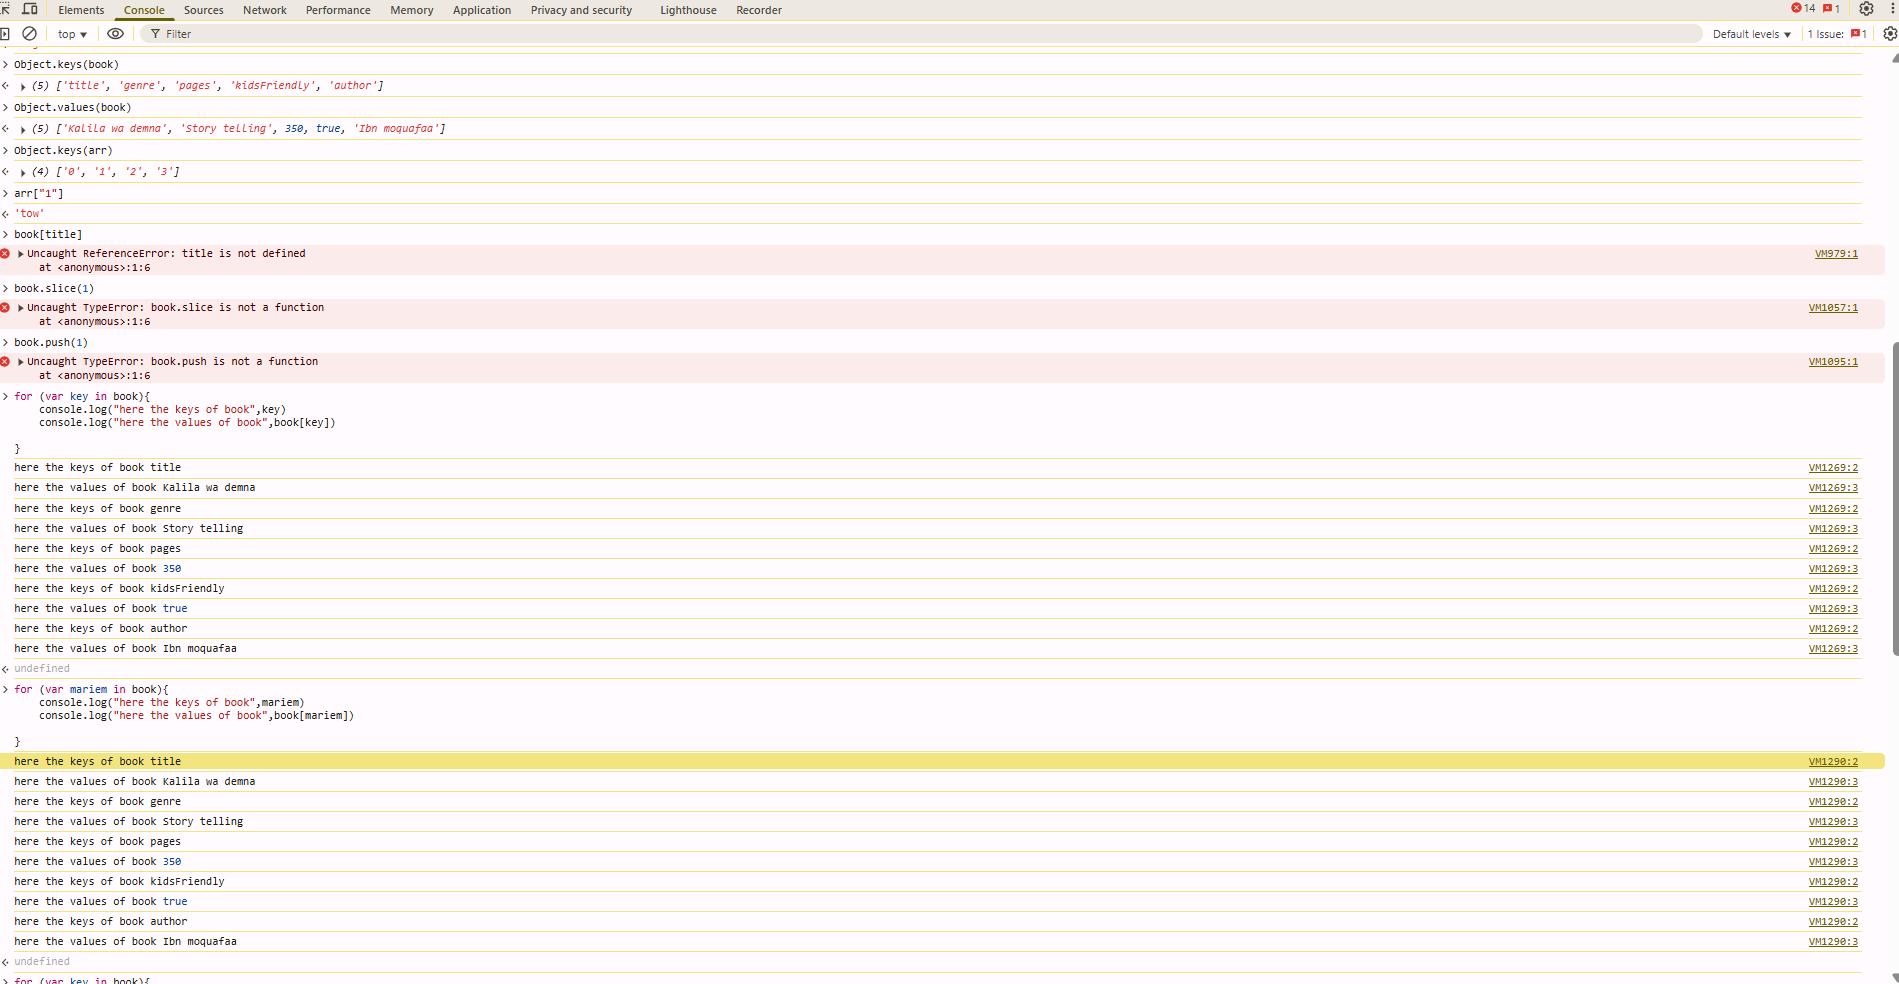 Elements Console Sources Network Performance Memory Application Privacy and security Lighthouse Recorder 14 1
top Filter Default levels 1 Issue: 1
Object.keys(book)
(5) ['title', 'genre', 'pages', 'kidsFriendly', 'author']
Object.values(book)
(5) ['Kalila wa demna', 'Story telling', 350, true, 'Ibn moquafaa']
Object.keys(arr)
(4) ['0', '1', '2', '3']
arr["1"]
'tow'
book[title]
Uncaught ReferenceError: title is not defined VM979:1
at <anonymous>:1:6
book.slice(1)
Uncaught TypeError: book.slice is not a function VM1057:1
at <anonymous>:1:6
book.push(1)
Uncaught TypeError: book.push is not a function VM1095:1
at <anonymous>:1:6
for (var key in book){
console.log("here the keys of book",key)
console.log("here the values of book",book[key])
}
here the keys of book title VM1269:2
here the values of book Kalila wa demna VM1269:3
here the keys of book genre VM1269:2
here the values of book Story telling VM1269:3
here the keys of book pages VM1269:2
here the values of book 350 VM1269:3
here the keys of book kidsFriendly VM1269:2
here the values of book true VM1269:3
here the keys of book author VM1269:2
here the values of book Ibn moquafaa VM1269:3
undefined
for (var mariem in book){
console.log("here the keys of book",mariem)
console.log("here the values of book",book[mariem])
}
here the keys of book title VM1290:2
here the values of book Kalila wa demna VM1290:3
here the keys of book genre VM1290:2
here the values of book Story telling VM1290:3
here the keys of book pages VM1290:2
here the values of book 350 VM1290:3
here the keys of book kidsFriendly VM1290:2
here the values of book true VM1290:3
here the keys of book author VM1290:2
here the values of book Ibn moquafaa VM1290:3
undefined
for (var key in book){